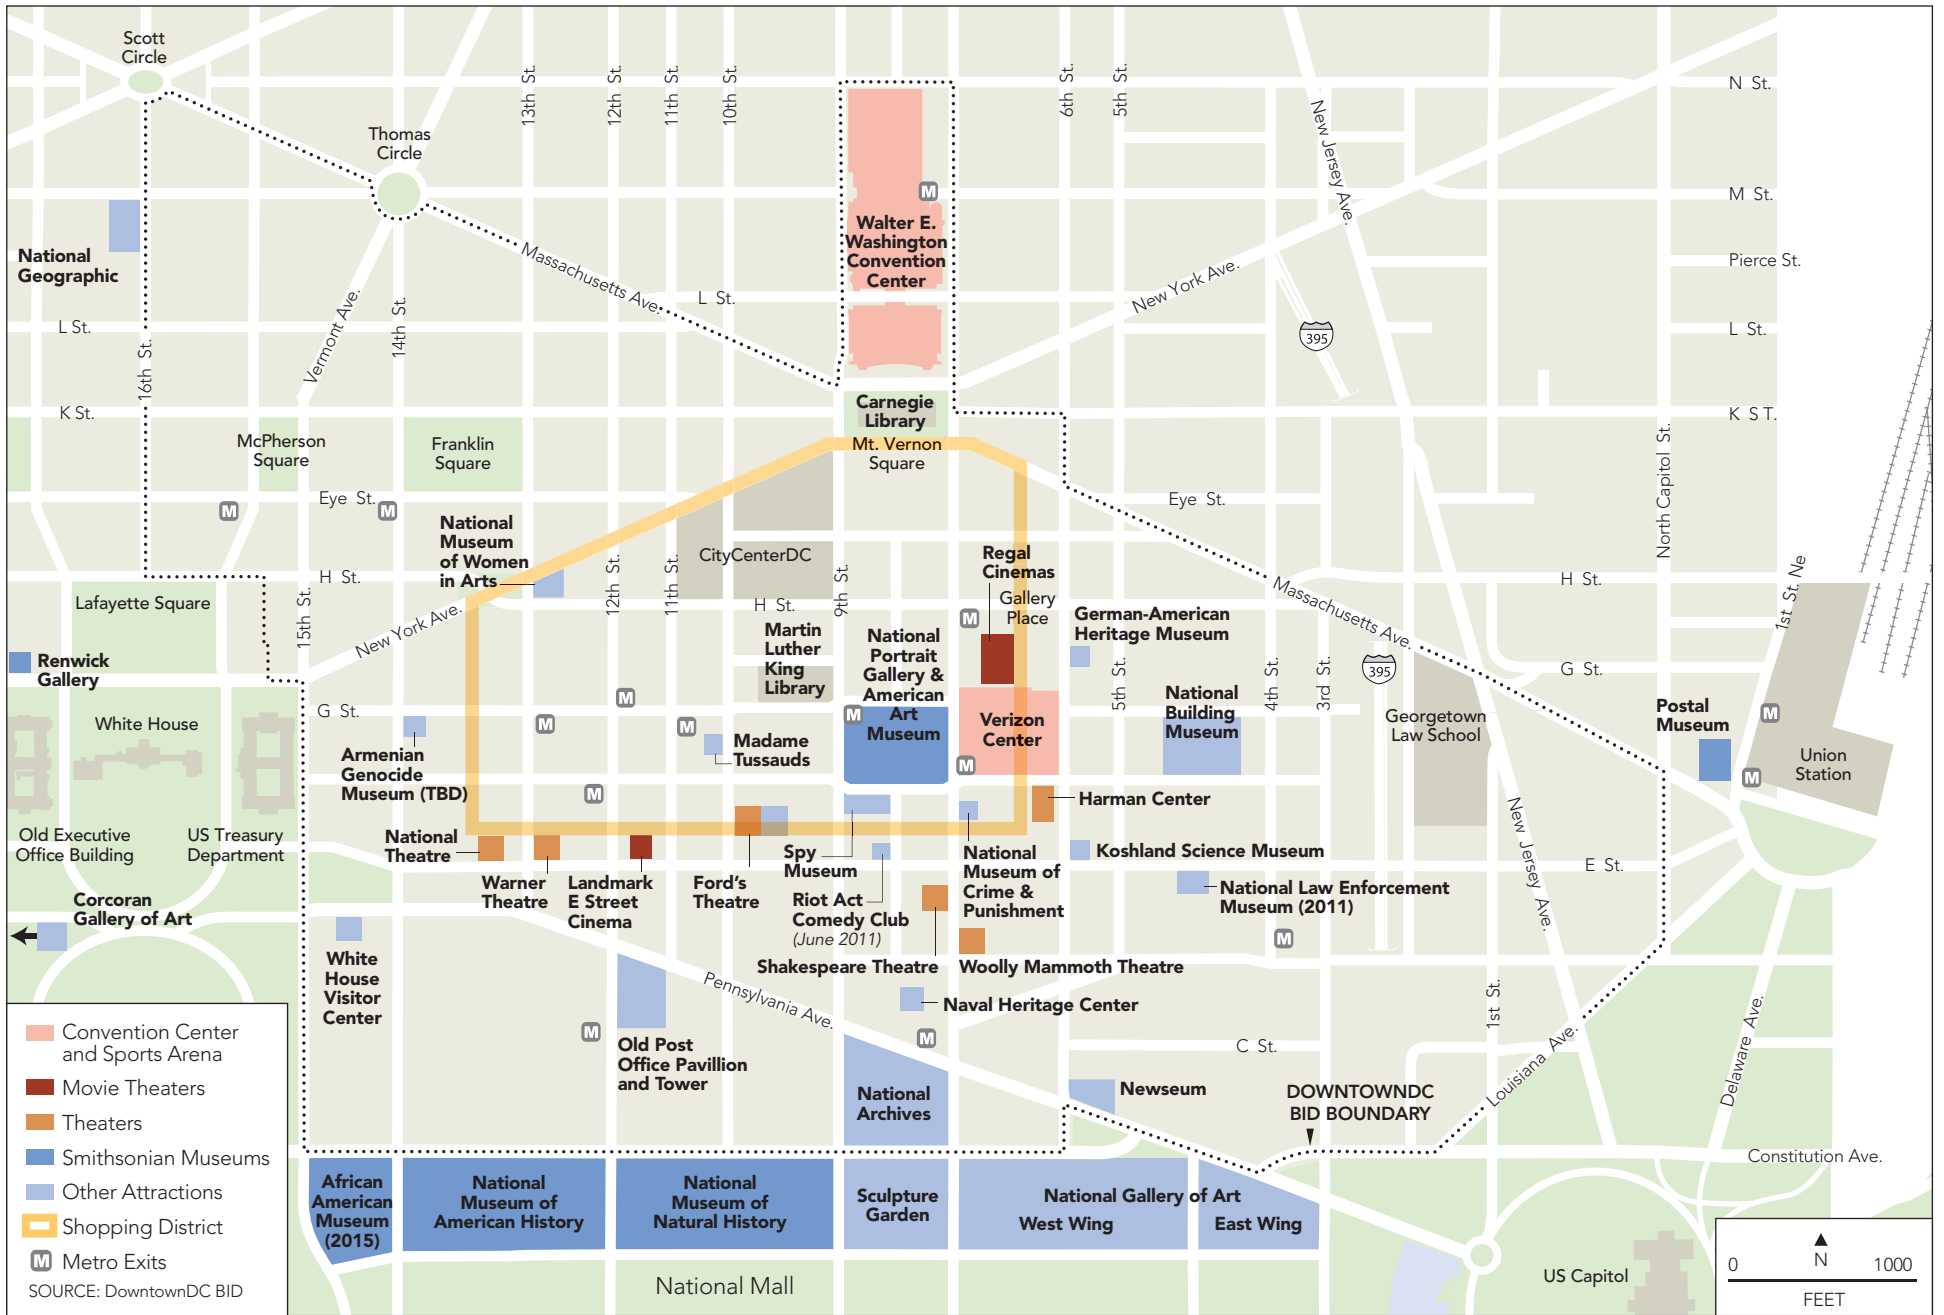 Scott
Circle
Thomas
Circle
13th St.
12th St.
11th St.
10th St.
6th St.
5th St.
New Jersey Ave.
N St.
M St.
Pierce St.
L St.
K ST.
National
Geographic
Massachusetts Ave.
L St.
Walter E.
Washington
Convention
Center
M
New York Ave.
395
L St.
16th St.
Vermont Ave.
14th St.
K St.
McPherson
Square
Franklin
Square
Carnegie
Library
Mt. Vernon
Square
Eye St.
M
M
Eye St.
North Capitol St.
National
Museum
of Women
in Arts
CityCenterDC
12th St.
11th St.
9th St.
Regal
Cinemas
Gallery
Place
M
H St.
H St.
H St.
Massachusetts Ave.
1st St. Ne
Lafayette Square
15th St.
New York Ave.
Martin
Luther
King
Library
National
Portrait
Gallery &
American
Art
Museum
M
German-American
Heritage Museum
5th St.
4th St.
3rd St.
395
G St.
Renwick
Gallery
White House
G St.
M
M
M
Verizon
Center
M
National
Building
Museum
Georgetown
Law School
Postal
Museum
M
M
Union
Station
Armenian
Genocide
Museum (TBD)
M
Madame
Tussauds
Old Executive
Office Building
US Treasury
Department
National
Theatre
Warner
Theatre
Landmark
E Street
Cinema
Ford's
Theatre
Spy
Museum
Riot Act
Comedy Club
(June 2011)
Harman Center
National
Museum of
Crime &
Punishment
Koshland Science Museum
National Law Enforcement
Museum (2011)
M
New Jersey Ave.
E St.
Corcoran
Gallery of Art
White
House
Visitor
Center
Shakespeare Theatre
Woolly Mammoth Theatre
Pennsylvania Ave.
Naval Heritage Center
M
M
Old Post
Office Pavillion
and Tower
National
Archives
C St.
1st St.
Louisiana Ave.
Delaware Ave.
Newseum
DOWNTOWNDC
BID BOUNDARY
Constitution Ave.
African
American
Museum
(2015)
National
Museum of
American History
National
Museum of
Natural History
Sculpture
Garden
National Gallery of Art
West Wing
East Wing
National Mall
US Capitol
Convention Center
and Sports Arena
Movie Theaters
Theaters
Smithsonian Museums
Other Attractions
Shopping District
M Metro Exits
SOURCE: DowntownDC BID
N
0 1000
FEET